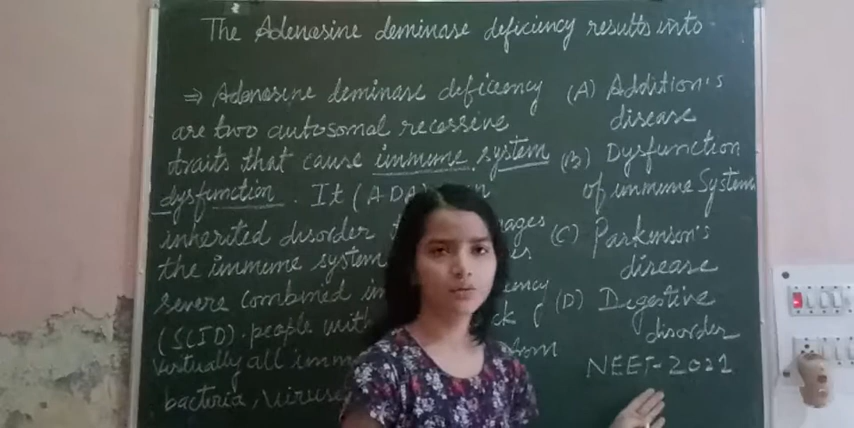 The Adenosine deminase deficiency results into
⇒ Adenosine deminase deficiency
are two autosomal recessive
traits that cause immune system
dysfunction. It (ADA)
inherited disorder
the immune system
severe combined
(SCID). people with
virtually all
bacteria,
(A) Addition's
disease
(B) Dysfunction
of immune System
(C) Parkenson's
disease
(D) Digestive
disorder
NEET-2021